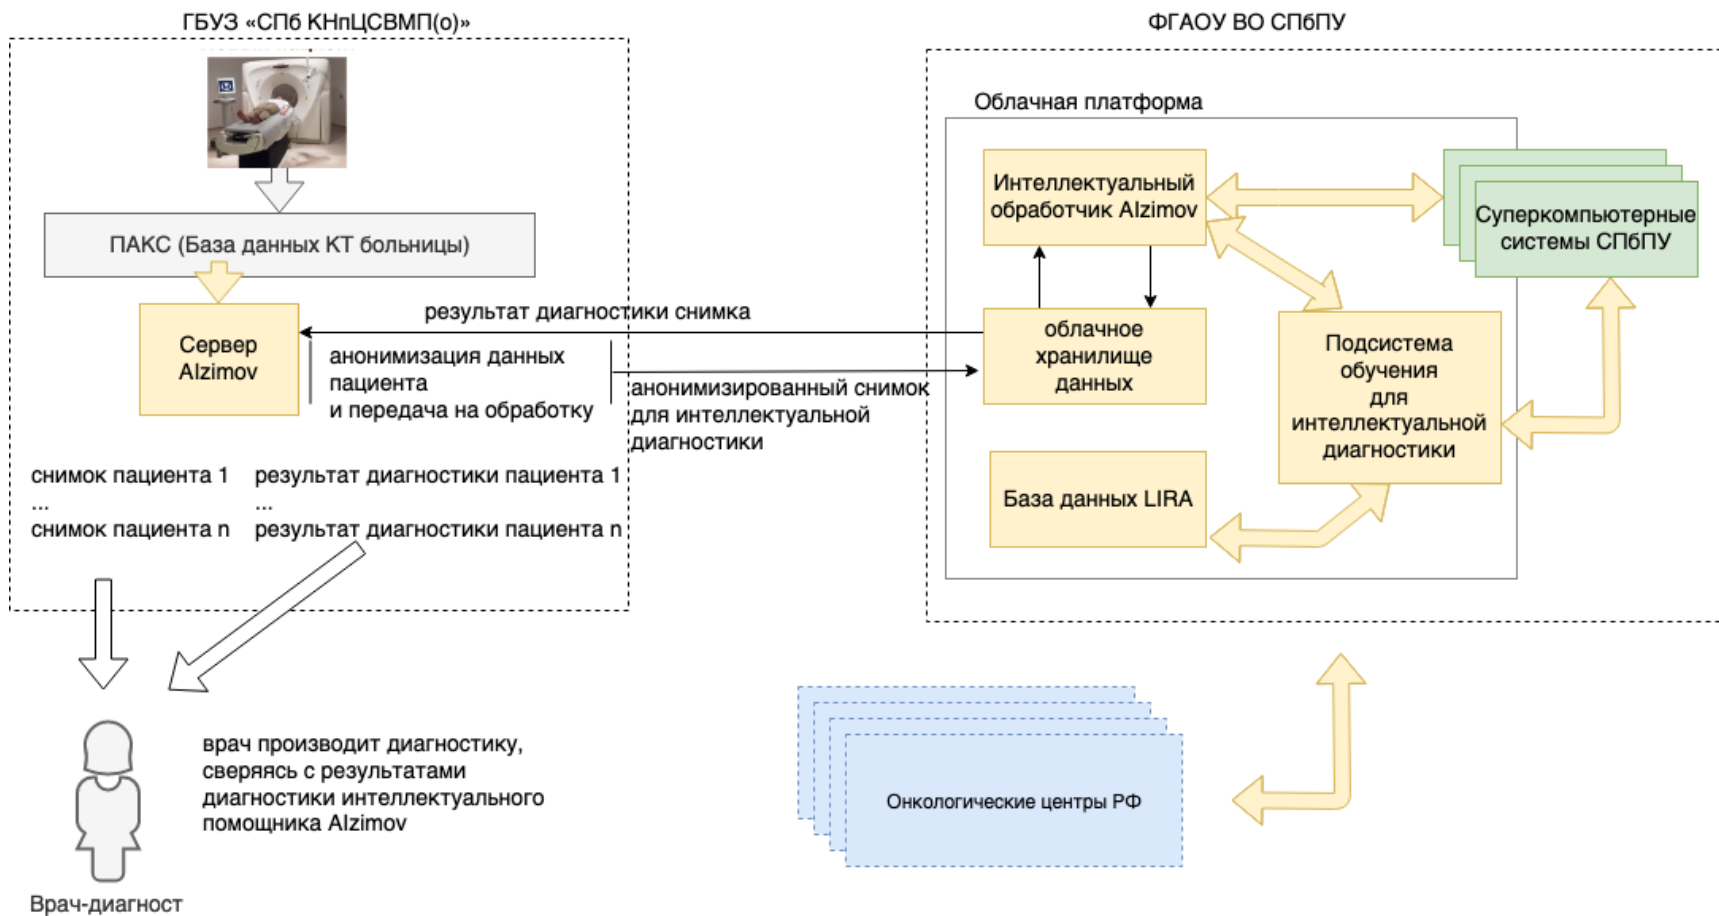 ГБУЗ «СПб КНпЦСВМП(о)»
ПАКС (База данных КТ больницы)
Сервер
AIzimov
результат диагностики снимка
анонимизация данных
пациента
и передача на обработку
анонимизированный снимок
для интеллектуальной
диагностики
снимок пациента 1
...
снимок пациента n
результат диагностики пациента 1
...
результат диагностики пациента n
врач производит диагностику,
сверяясь с результатами
диагностики интеллектуального
помощника AIzimov
Врач-диагност
ФГАОУ ВО СПбПУ
Облачная платформа
Интеллектуальный
обработчик AIzimov
Суперкомпьютерные
системы СПбПУ
облачное
хранилище
данных
Подсистема
обучения
для
интеллектуальной
диагностики
База данных LIRA
Онкологические центры РФ